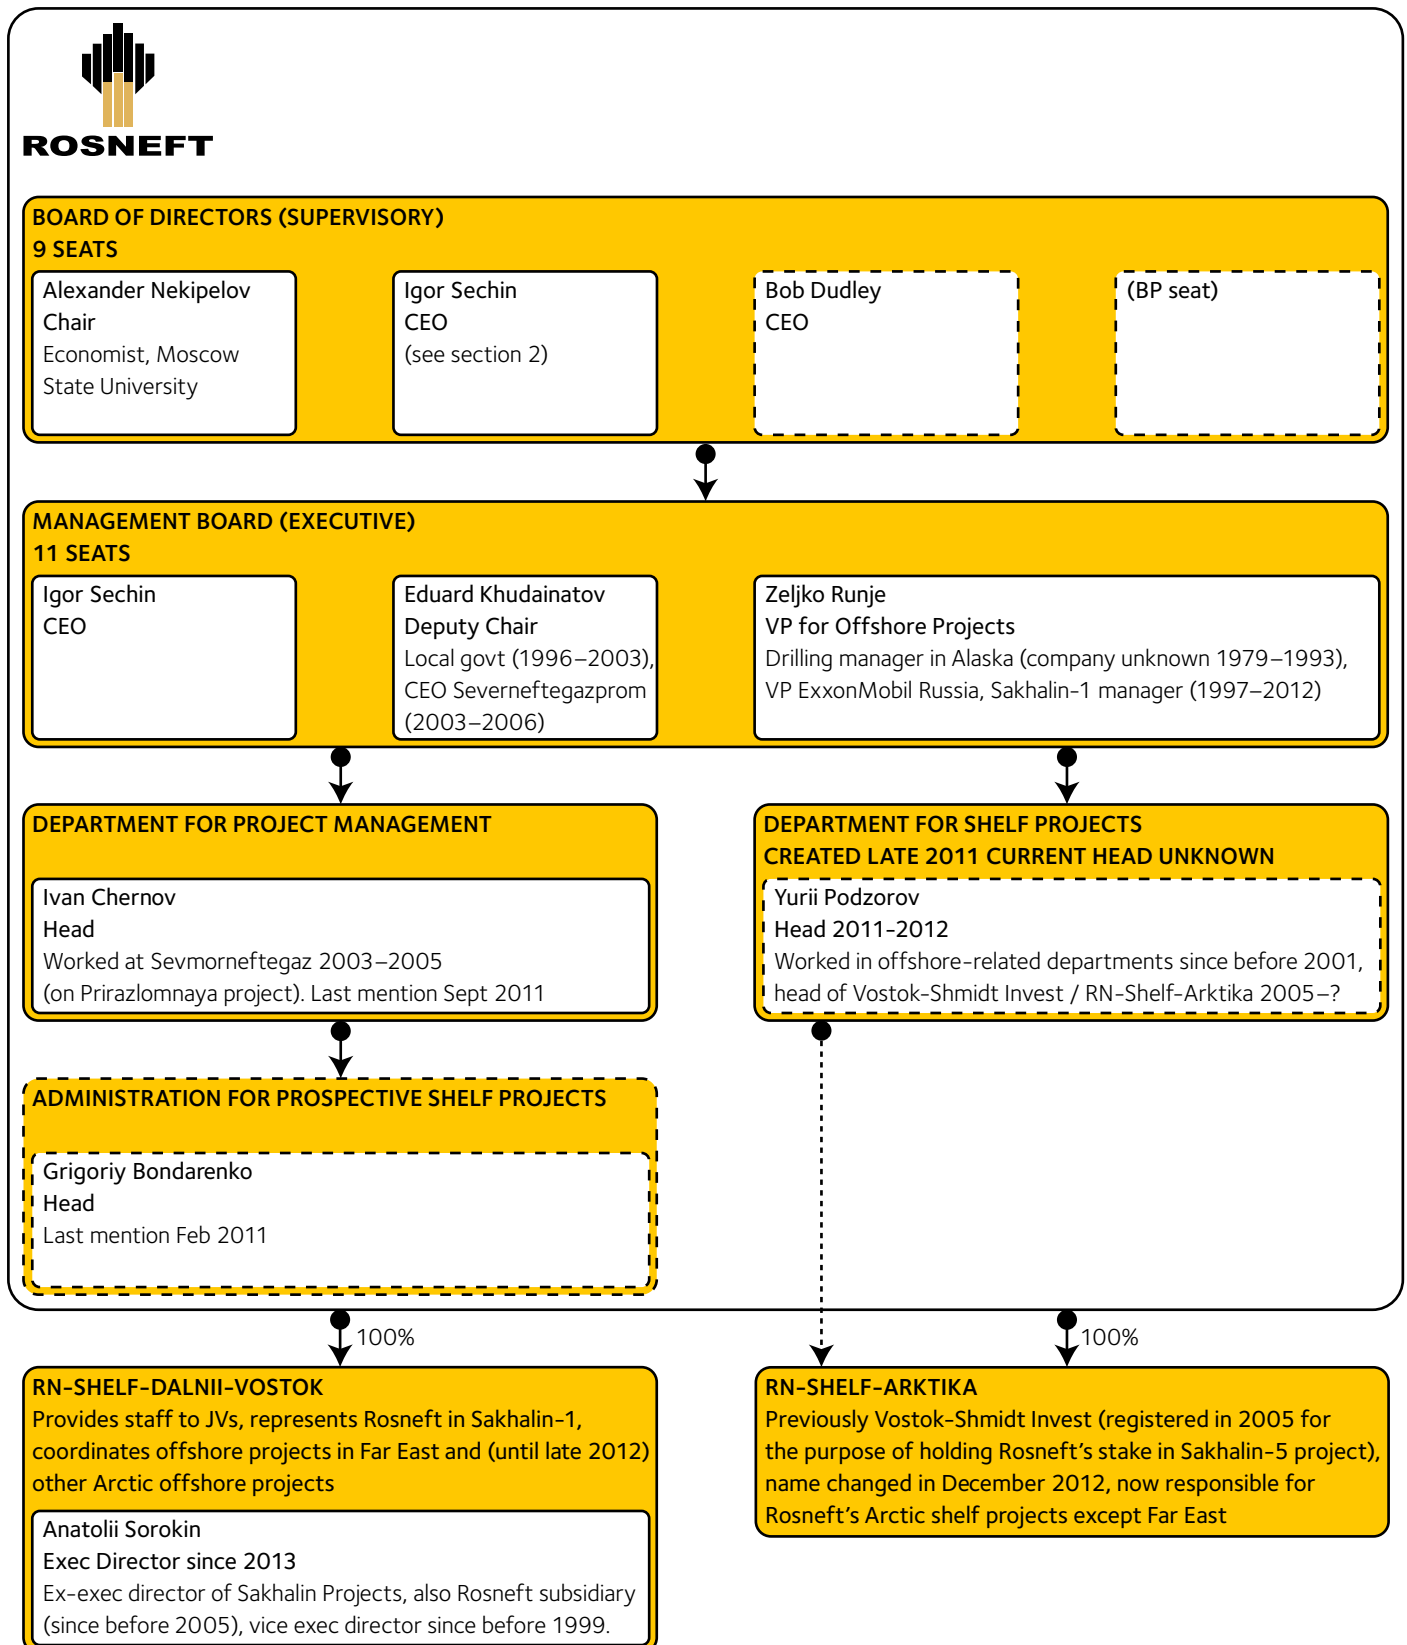 ROSNEFT
BOARD OF DIRECTORS (SUPERVISORY)
9 SEATS
Alexander Nekipelov
Chair
Economist, Moscow
State University
Igor Sechin
CEO
(see section 2)
Bob Dudley
CEO
(BP seat)
MANAGEMENT BOARD (EXECUTIVE)
11 SEATS
Igor Sechin
CEO
Eduard Khudainatov
Deputy Chair
Local govt (1996–2003),
CEO Severneftegazprom
(2003–2006)
Zeljko Runje
VP for Offshore Projects
Drilling manager in Alaska (company unknown 1979–1993),
VP ExxonMobil Russia, Sakhalin-1 manager (1997–2012)
DEPARTMENT FOR PROJECT MANAGEMENT
Ivan Chernov
Head
Worked at Sevmorneftegaz 2003–2005
(on Prirazlomnaya project). Last mention Sept 2011
DEPARTMENT FOR SHELF PROJECTS
CREATED LATE 2011 CURRENT HEAD UNKNOWN
Yurii Podzorov
Head 2011-2012
Worked in offshore-related departments since before 2001,
head of Vostok-Shmidt Invest / RN-Shelf-Arktika 2005–?
ADMINISTRATION FOR PROSPECTIVE SHELF PROJECTS
Grigoriy Bondarenko
Head
Last mention Feb 2011
100%
100%
RN-SHELF-DALNII-VOSTOK
Provides staff to JVs, represents Rosneft in Sakhalin-1,
coordinates offshore projects in Far East and (until late 2012)
other Arctic offshore projects
Anatolii Sorokin
Exec Director since 2013
Ex-exec director of Sakhalin Projects, also Rosneft subsidiary
(since before 2005), vice exec director since before 1999.
RN-SHELF-ARKTIKA
Previously Vostok-Shmidt Invest (registered in 2005 for
the purpose of holding Rosneft's stake in Sakhalin-5 project),
name changed in December 2012, now responsible for
Rosneft's Arctic shelf projects except Far East